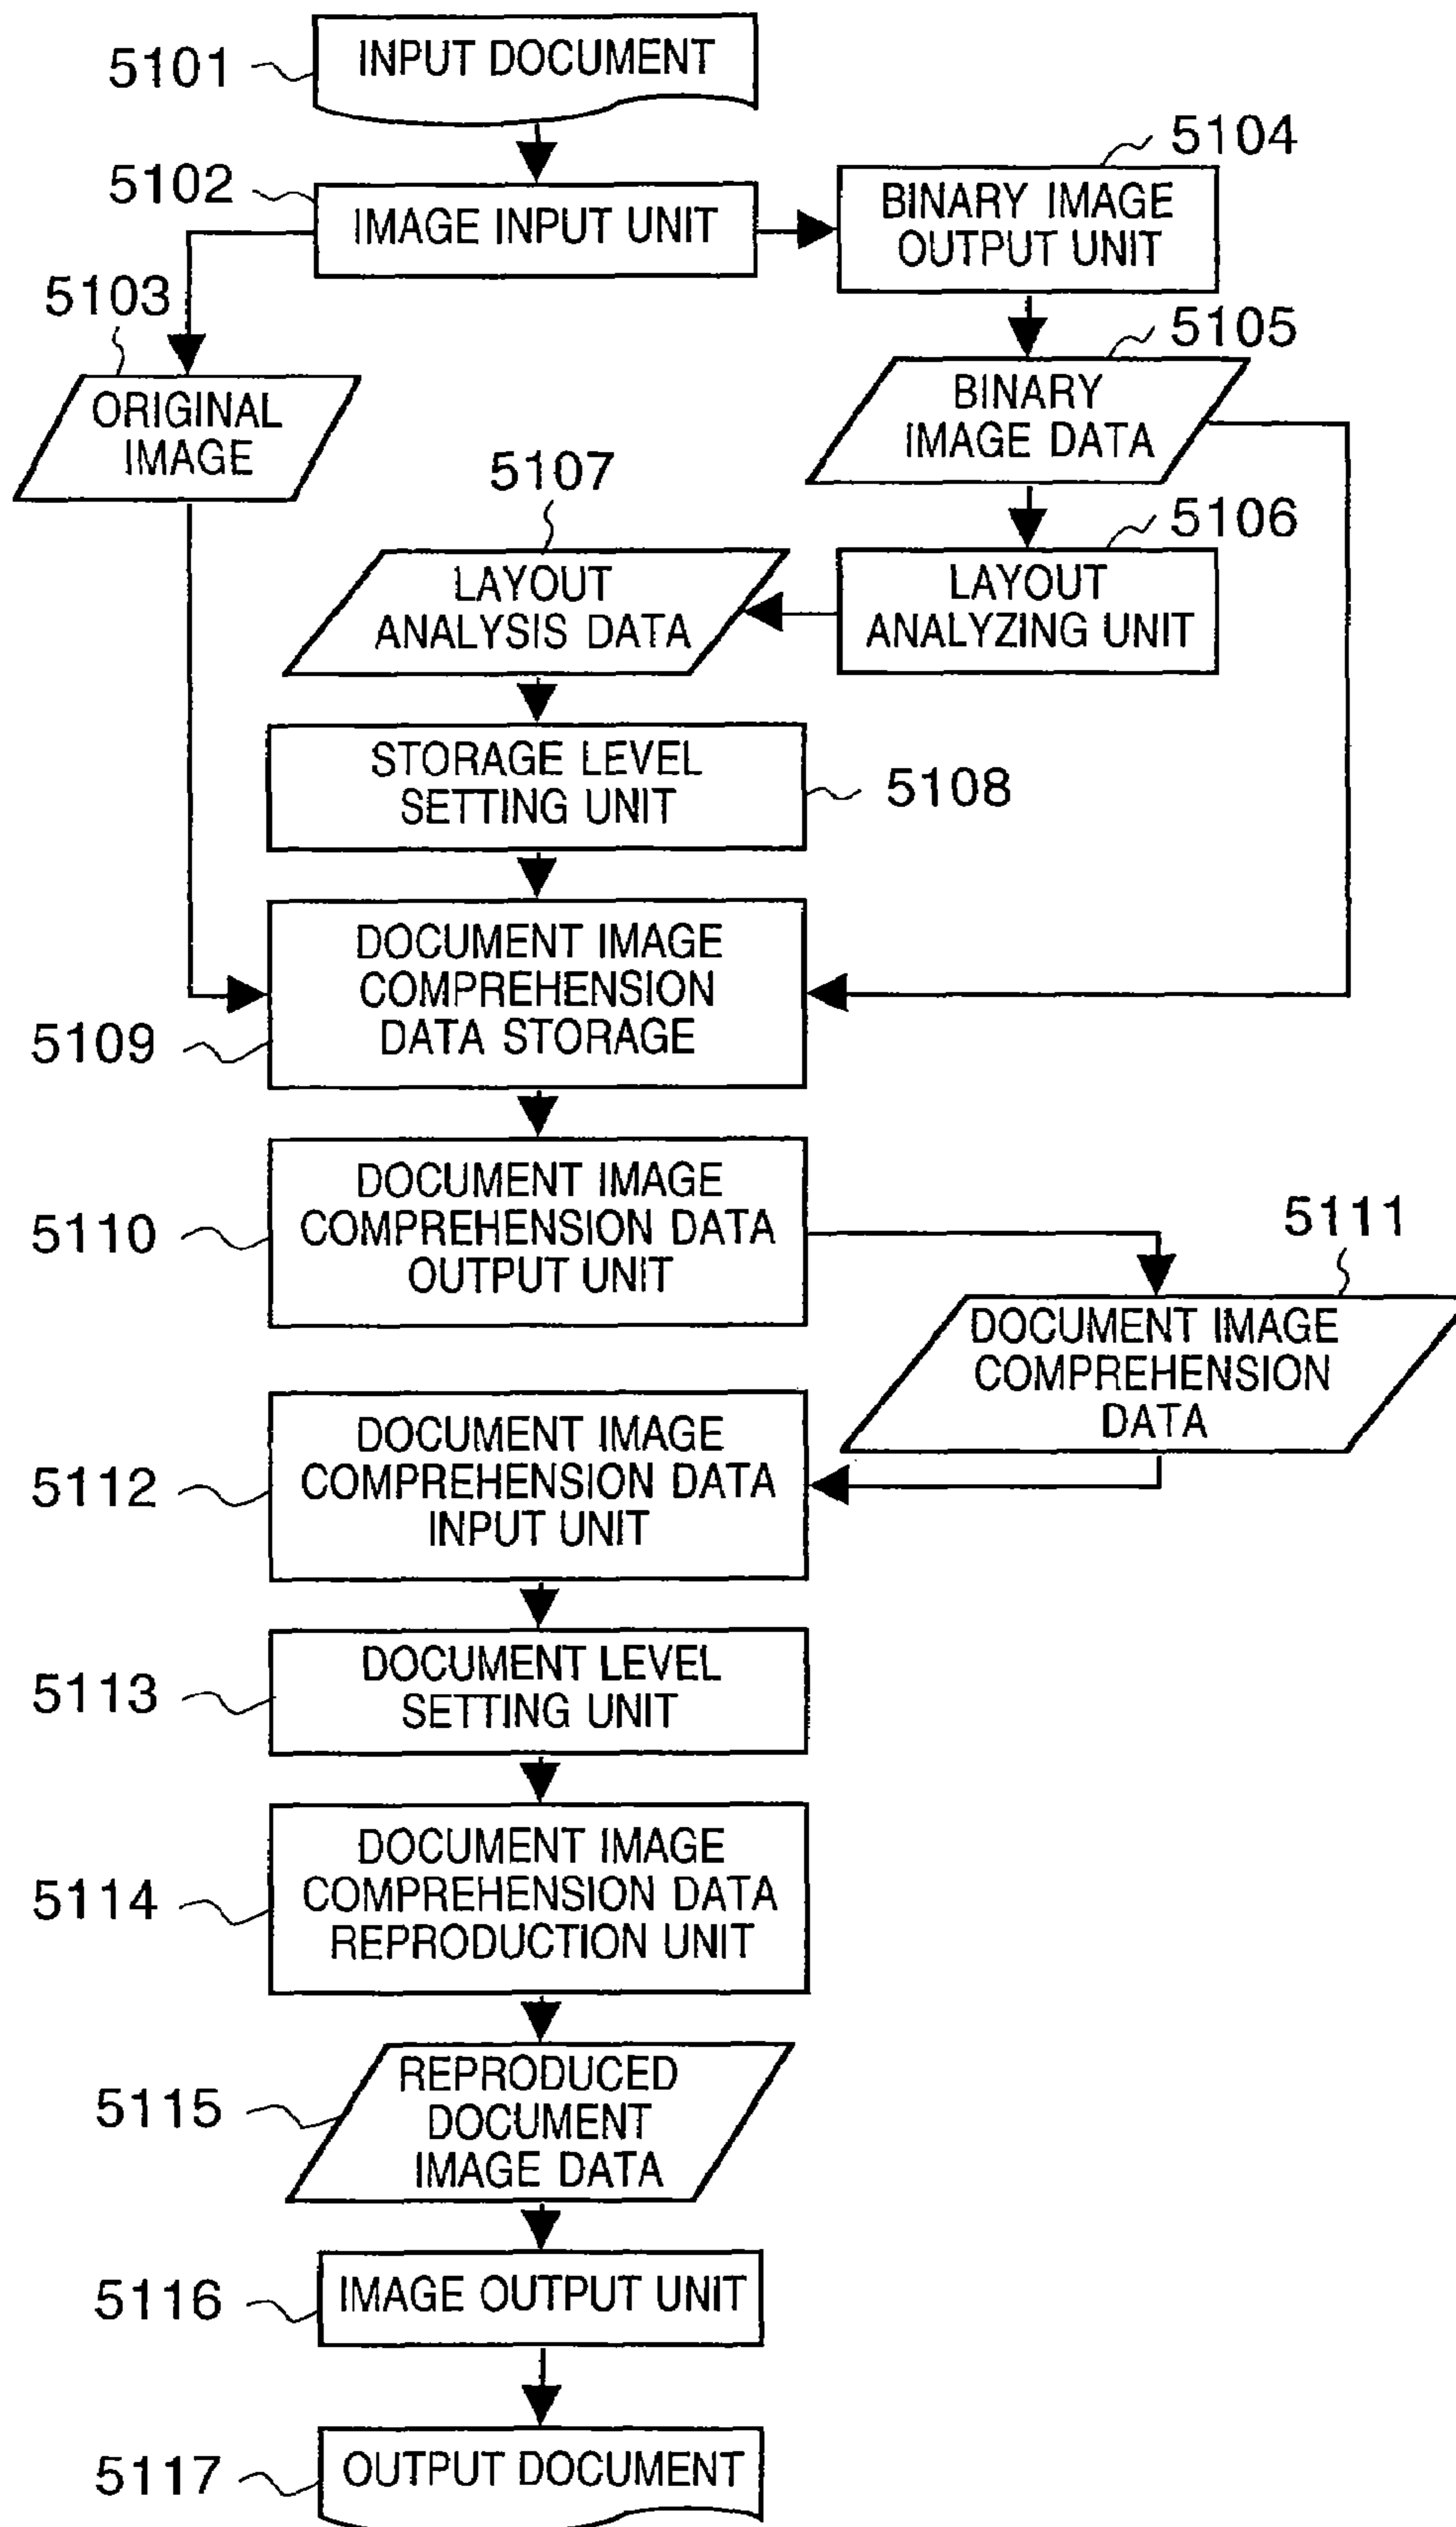 5101
INPUT DOCUMENT
5102
IMAGE INPUT UNIT
5104
BINARY IMAGE
OUTPUT UNIT
5103
ORIGINAL
IMAGE
5105
BINARY
IMAGE DATA
5107
LAYOUT
ANALYSIS DATA
5106
LAYOUT
ANALYZING UNIT
STORAGE LEVEL
SETTING UNIT
5108
DOCUMENT IMAGE
COMPREHENSION
DATA STORAGE
5109
DOCUMENT IMAGE
COMPREHENSION DATA
OUTPUT UNIT
5110
5111
DOCUMENT IMAGE
COMPREHENSION
DATA
DOCUMENT IMAGE
COMPREHENSION DATA
INPUT UNIT
5112
DOCUMENT LEVEL
SETTING UNIT
5113
DOCUMENT IMAGE
COMPREHENSION DATA
REPRODUCTION UNIT
5114
REPRODUCED
DOCUMENT
IMAGE DATA
5115
IMAGE OUTPUT UNIT
5116
OUTPUT DOCUMENT
5117